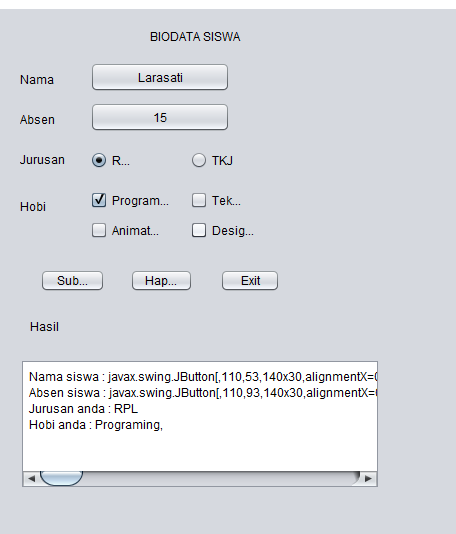 BIODATA SISWA
Nama Larasati
Absen 15
Jurusan R... TKJ
Hobi Program... Tek...
Animat... Desig...
Sub... Hap... Exit
Hasil
Nama siswa : javax.swing.JButton[,110,53,140x30,alignmentX=0
Absen siswa : javax.swing.JButton[,110,93,140x30,alignmentX=0
Jurusan anda : RPL
Hobi anda : Programing,